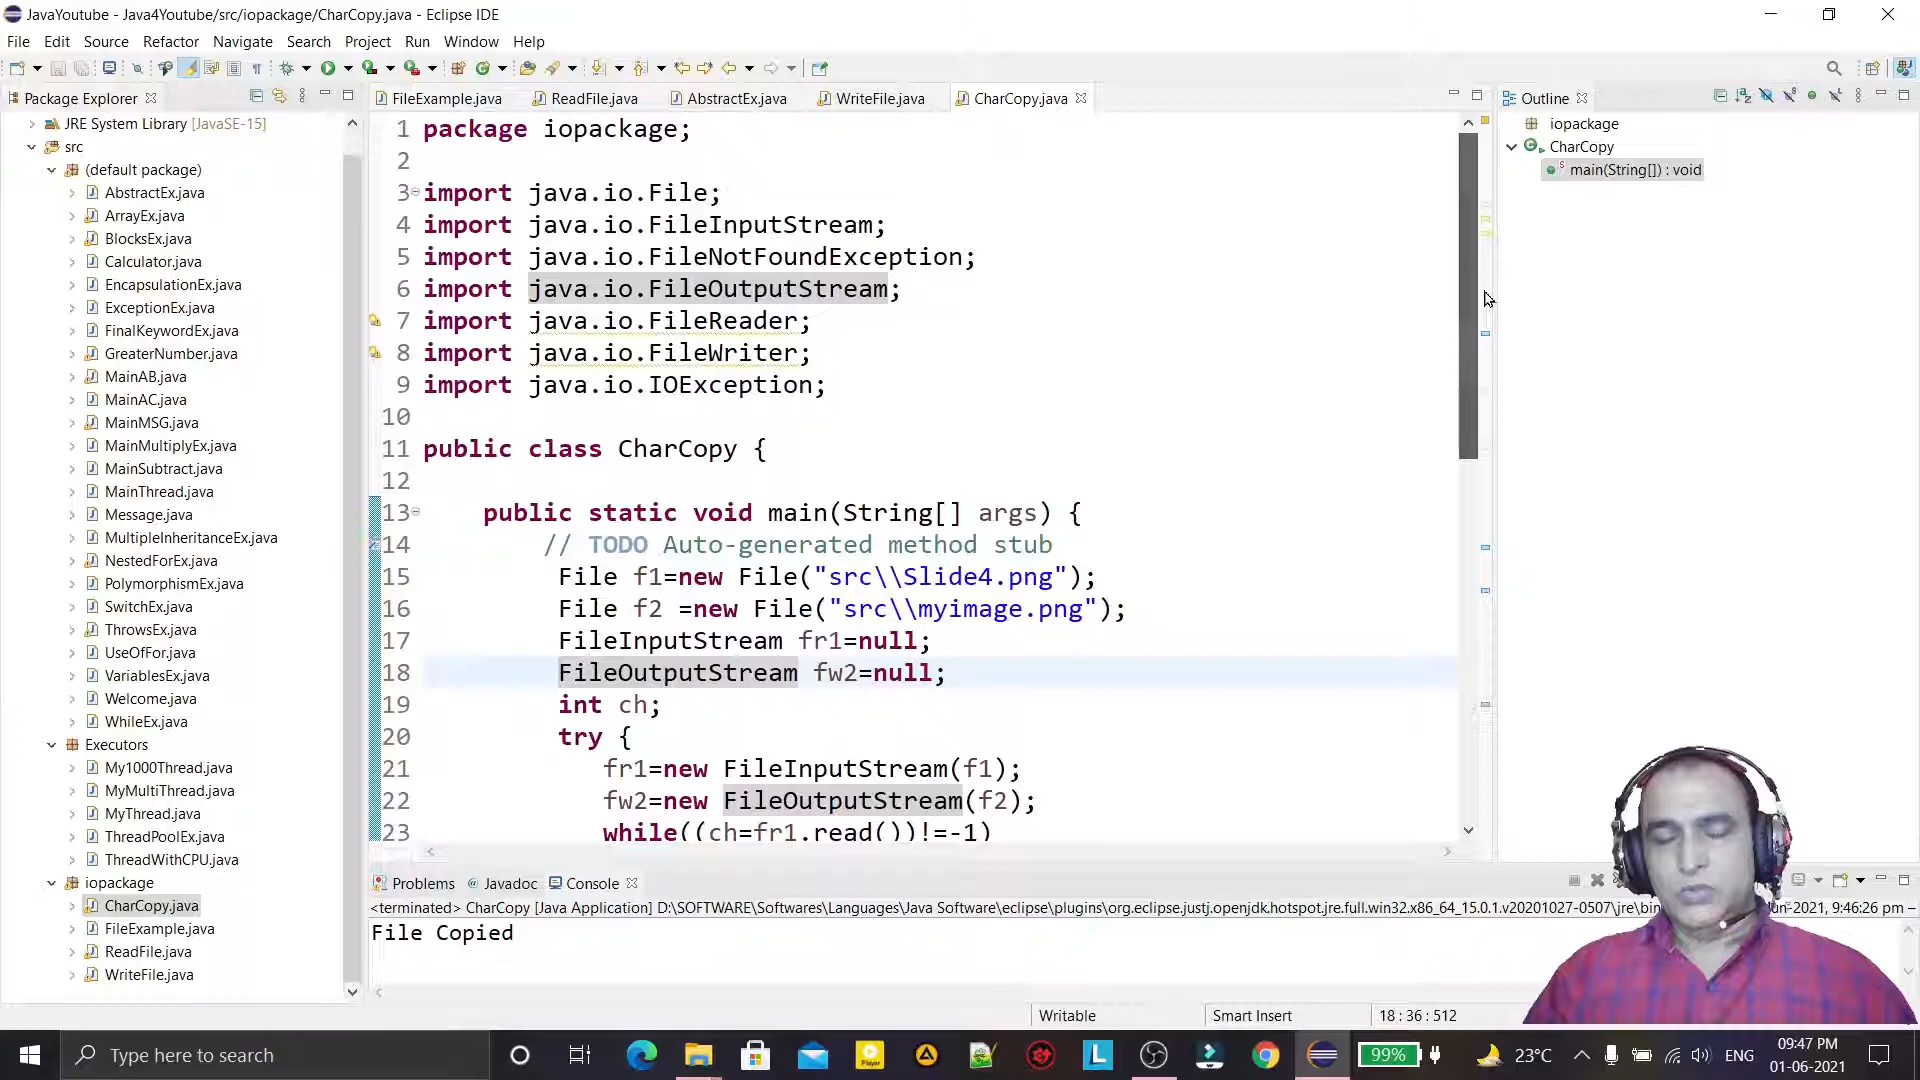 JavaYoutube - Java4Youtube/src/iopackage/CharCopy.java - Eclipse IDE
File Edit Source Refactor Navigate Search Project Run Window Help
Package Explorer
JRE System Library [JavaSE-15]
src
(default package)
AbstractEx.java
ArrayEx.java
BlocksEx.java
Calculator.java
EncapsulationEx.java
ExceptionEx.java
FinalKeywordEx.java
GreaterNumber.java
MainAB.java
MainAC.java
MainMSG.java
MainMultiplyEx.java
MainSubtract.java
MainThread.java
Message.java
MultipleInheritanceEx.java
NestedForEx.java
PolymorphismEx.java
SwitchEx.java
ThrowsEx.java
UseOfFor.java
VariablesEx.java
Welcome.java
WhileEx.java
Executors
My1000Thread.java
MyMultiThread.java
MyThread.java
ThreadPoolEx.java
ThreadWithCPU.java
iopackage
CharCopy.java
FileExample.java
ReadFile.java
WriteFile.java
FileExample.java ReadFile.java AbstractEx.java WriteFile.java CharCopy.java
1 package iopackage;
2
3 import java.io.File;
4 import java.io.FileInputStream;
5 import java.io.FileNotFoundException;
6 import java.io.FileOutputStream;
7 import java.io.FileReader;
8 import java.io.FileWriter;
9 import java.io.IOException;
10
11 public class CharCopy {
12
13 public static void main(String[] args) {
14 // TODO Auto-generated method stub
15 File f1=new File("src\\Slide4.png");
16 File f2 =new File("src\\myimage.png");
17 FileInputStream fr1=null;
18 FileOutputStream fw2=null;
19 int ch;
20 try {
21 fr1=new FileInputStream(f1);
22 fw2=new FileOutputStream(f2);
23 while((ch=fr1.read())!=-1)
Outline
iopackage
CharCopy
main(String[]) : void
Problems @ Javadoc Console
<terminated> CharCopy [Java Application] D:\SOFTWARE\Softwares\Languages\Java Software\eclipse\plugins\org.eclipse.justj.openjdk.hotspot.jre.full.win32.x86_64_15.0.1.v20201027-0507\jre\bin un-2021, 9:46:26 pm –
File Copied
Writable Smart Insert 18 : 36 : 512
Type here to search
99% 23°C ENG
09:47 PM
01-06-2021